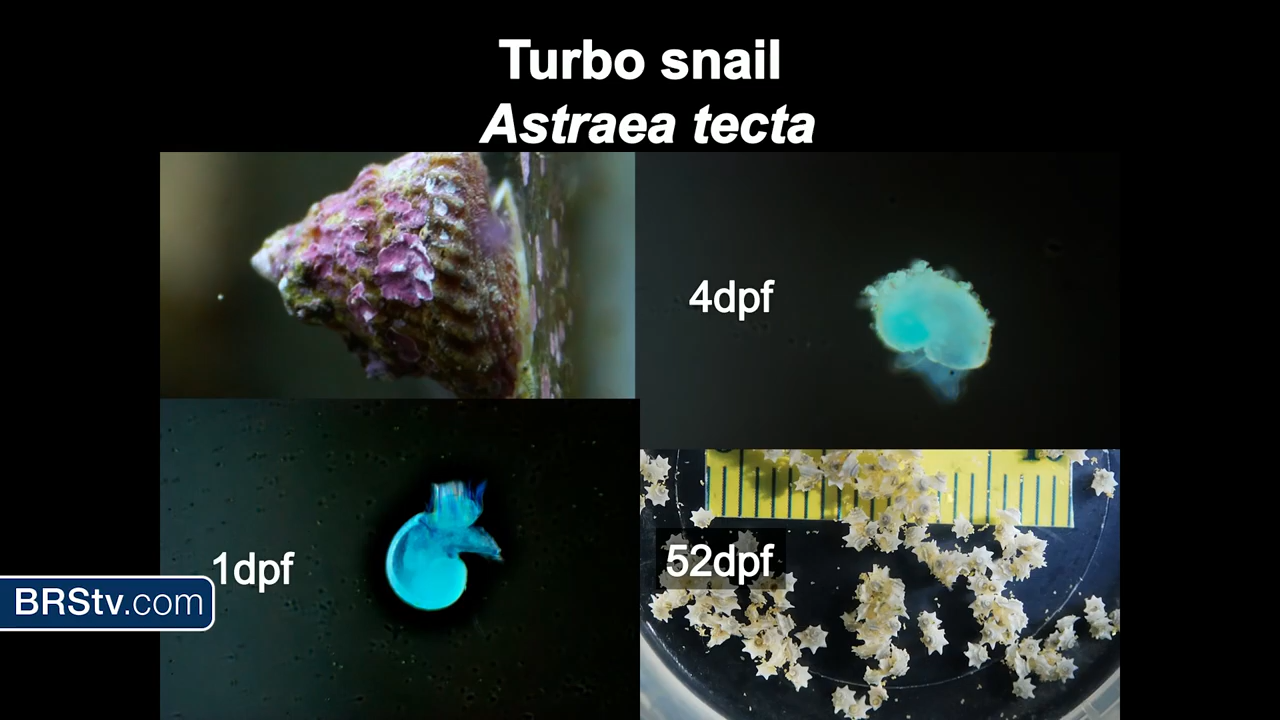 Turbo snail
Astraea tecta
4dpf
1dpf
52dpf
BRStv.com